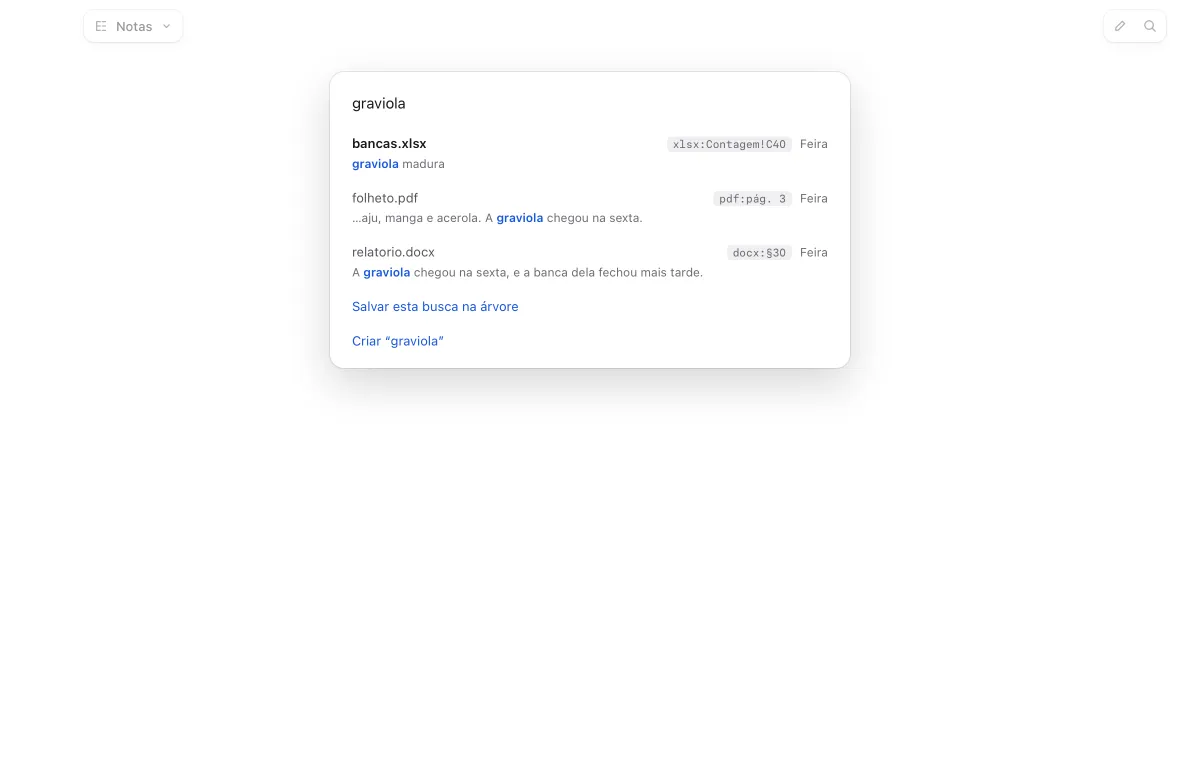 Notas
graviola
bancas.xlsx xlsx:Contagem!C40 Feira
graviola madura
folheto.pdf pdf:pág. 3 Feira
…aju, manga e acerola. A graviola chegou na sexta.
relatorio.docx docx:§30 Feira
A graviola chegou na sexta, e a banca dela fechou mais tarde.
Salvar esta busca na árvore
Criar “graviola”